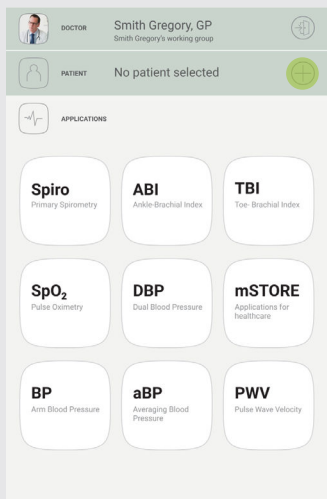 DOCTOR
Smith Gregory, GP
Smith Gregory's working group
PATIENT
No patient selected
APPLICATIONS
Spiro
Primary Spirometry
ABI
Ankle-Brachial Index
TBI
Toe- Brachial Index
SpO₂
Pulse Oximetry
DBP
Dual Blood Pressure
mSTORE
Applications for
healthcare
BP
Arm Blood Pressure
aBP
Averaging Blood
Pressure
PWV
Pulse Wave Velocity